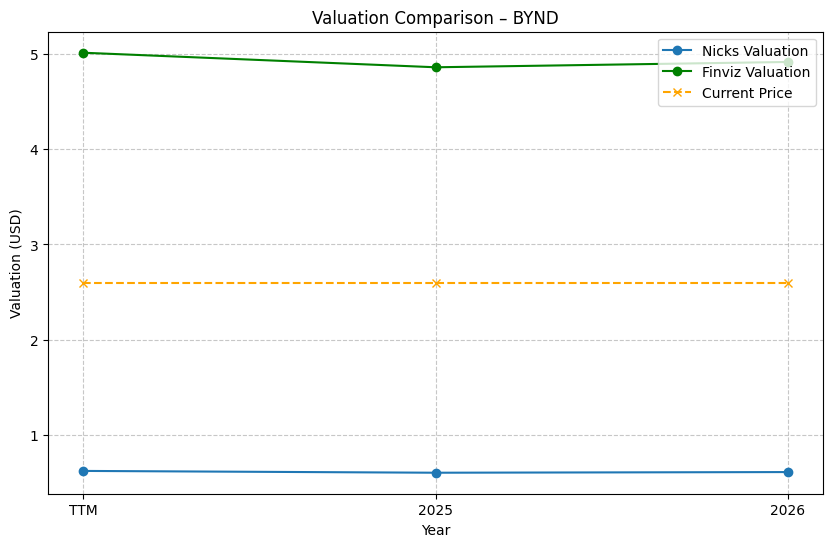 Valuation Comparison – BYND
Nicks Valuation
Finviz Valuation
Current Price
Valuation (USD)
5
4
3
2
1
TTM
2025
2026
Year